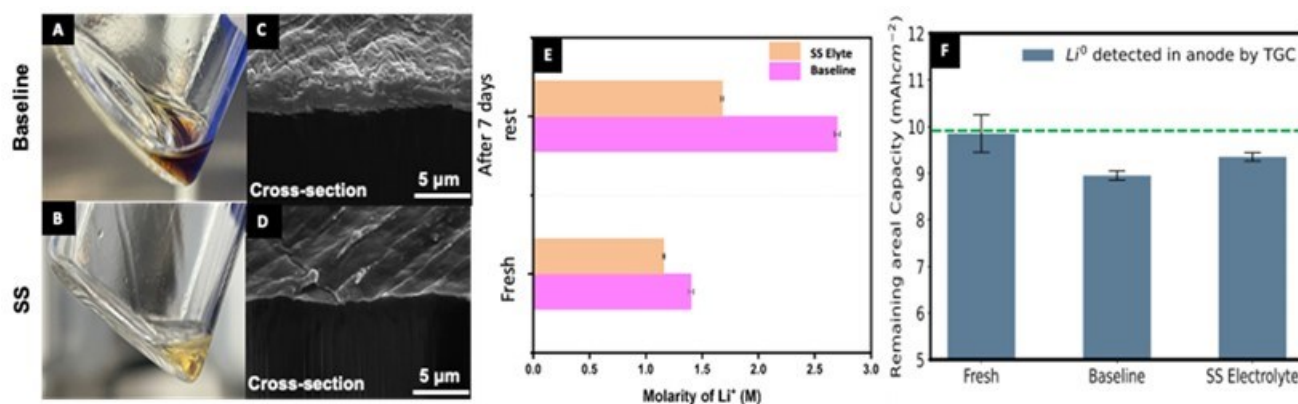 Baseline
A
C
Cross-section
5 μm
SS
B
D
Cross-section
5 μm
E
SS Elyte
Baseline
After 7 days
rest
Fresh
0.0 0.5 1.0 1.5 2.0 2.5 3.0
Molarity of Li⁺ (M)
F
Li⁰ detected in anode by TGC
Remaining areal Capacity (mAhcm⁻²)
12
11
10
9
8
7
6
5
Fresh Baseline SS Electrolyte